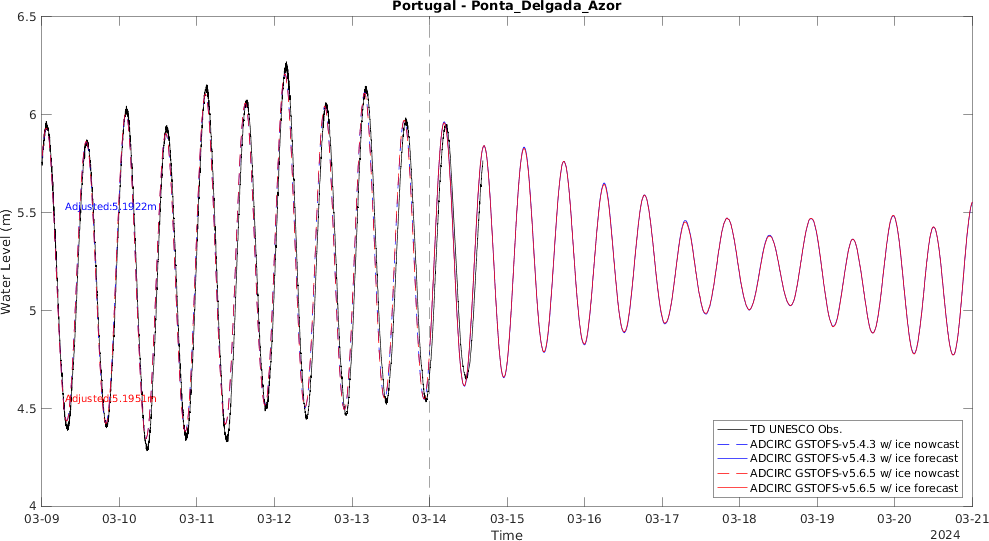 Portugal - Ponta_Delgada_Azor
6.5
6
5.5
5
4.5
4
Water Level (m)
Adjusted:5.1922m
Adjusted:5.1951m
TD UNESCO Obs.
ADCIRC GSTOFS-v5.4.3 w/ ice nowcast
ADCIRC GSTOFS-v5.4.3 w/ ice forecast
ADCIRC GSTOFS-v5.6.5 w/ ice nowcast
ADCIRC GSTOFS-v5.6.5 w/ ice forecast
03-09 03-10 03-11 03-12 03-13 03-14 03-15 03-16 03-17 03-18 03-19 03-20 03-21
Time
2024